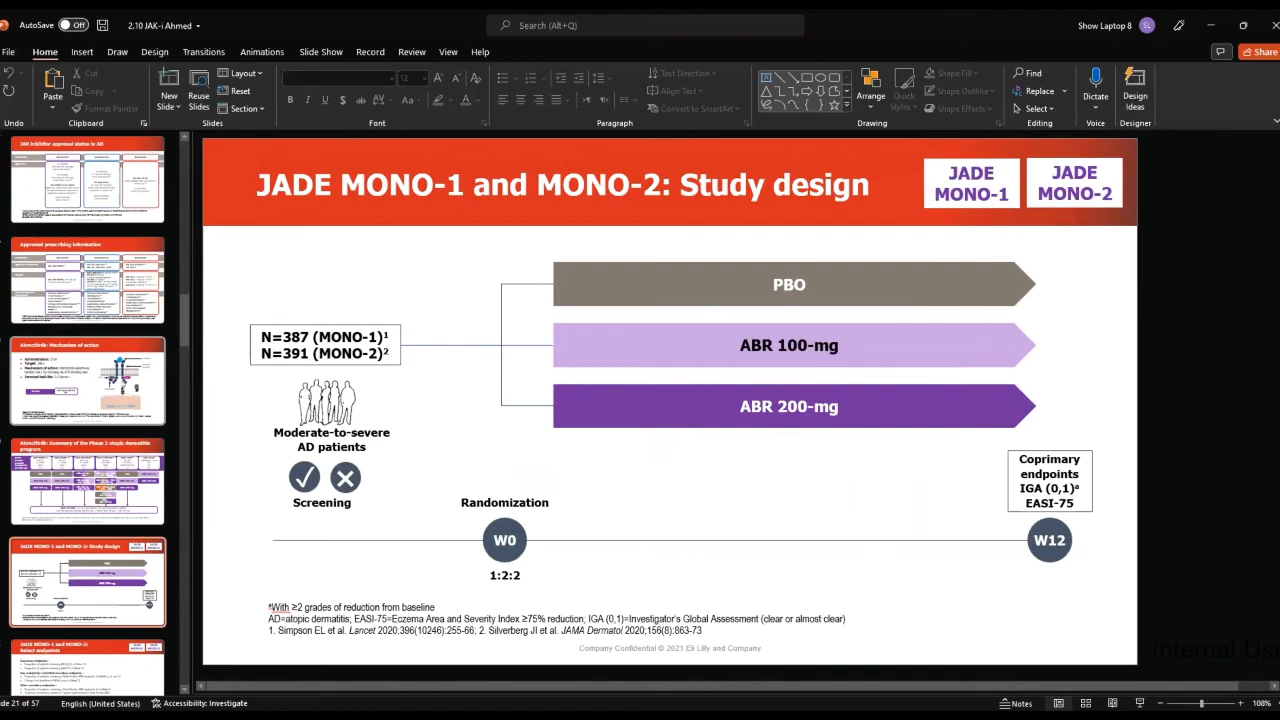 AutoSave Off 2.10 JAK-i Ahmed Search (Alt+Q) Show Laptop 8 SL
File Home Insert Draw Design Transitions Animations Slide Show Record Review View Help Share
Paste Cut Copy Format Painter
New Slide Reuse Slides Layout Reset Section
12
Text Direction Align Text Convert to SmartArt
Arrange Quick Styles Shape Fill Shape Outline Shape Effects
Find Replace Select Dictate Design Ideas
Undo Clipboard Slides Font Paragraph Drawing Editing Voice Designer
JAK inhibitor approval status in AD
Approved prescribing information
Abrocitinib: Mechanism of action
Abrocitinib: Summary of the Phase 3 atopic dermatitis program
JADE MONO-1 and MONO-2: Study design
JADE MONO-1 and MONO-2:
Select endpoints
JADE MONO-1 and MONO-2: Study design
JADE
MONO-1
JADE
MONO-2
PBO
N=387 (MONO-1)¹
N=391 (MONO-2)²
ABR 100-mg
ABR 200-mg
Moderate-to-severe
AD patients
Screening
Randomization
Coprimary
endpoints
IGA (0,1)ᵃ
EASI-75
W0
W12
1:2:2
ᵃWith ≥2 grades of reduction from baseline
AD=atopic dermatitis; EASI-75=Eczema Area and Severity Index ≥75% reduction; IGA (0,1)=Investigator's Global Assessment (clear or almost clear)
1. Simpson EL et al. Lancet 2020;396(10246):255-66; 2. Silverberg JI et al. JAMA Dermatol 2020;156(8):863-73
Company Confidential © 2021 Eli Lilly and Company
Internal Us
Slide 21 of 57 English (United States) Accessibility: Investigate Notes 108%